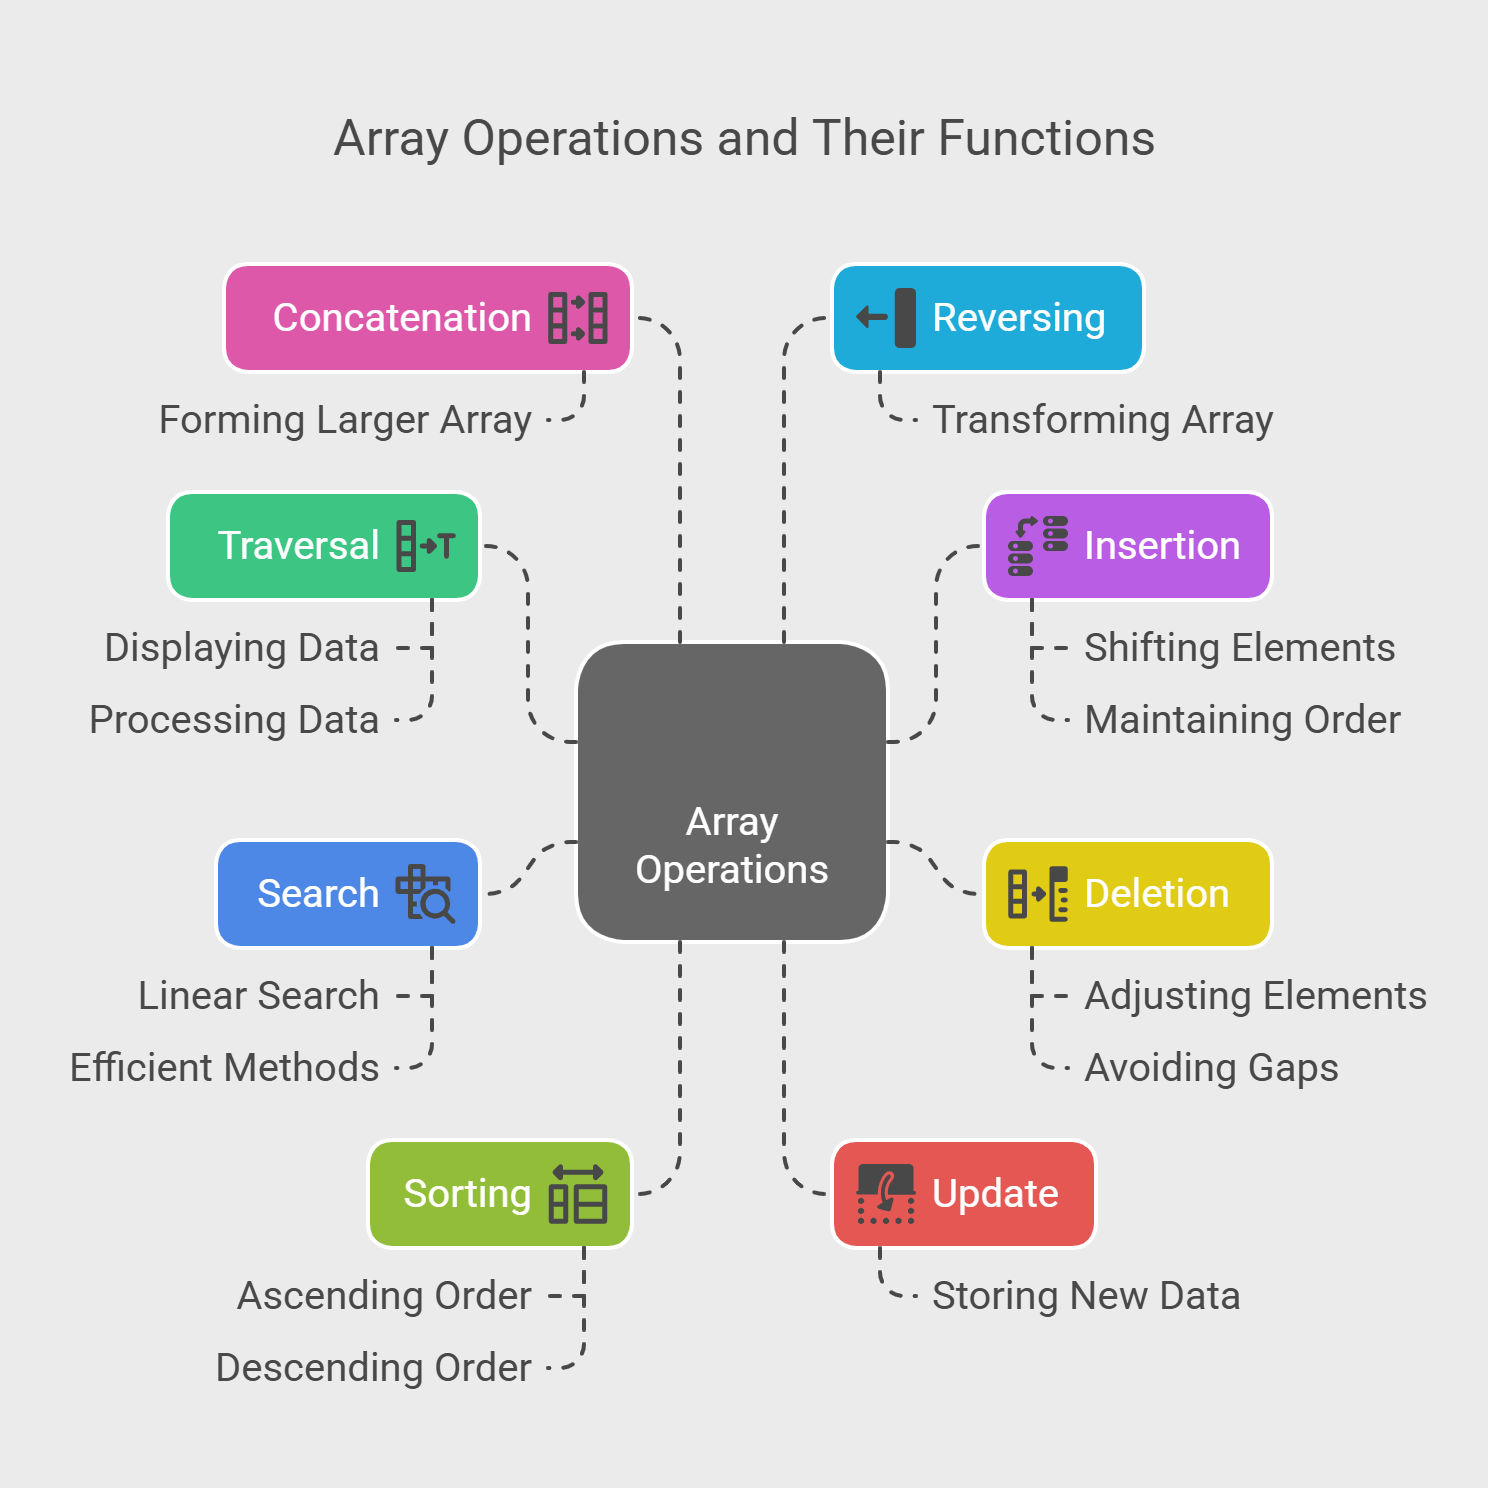 Array Operations and Their Functions
Concatenation
Forming Larger Array
Reversing
Transforming Array
Traversal
Displaying Data
Processing Data
Insertion
Shifting Elements
Maintaining Order
Array
Operations
Search
Linear Search
Efficient Methods
Deletion
Adjusting Elements
Avoiding Gaps
Sorting
Ascending Order
Descending Order
Update
Storing New Data